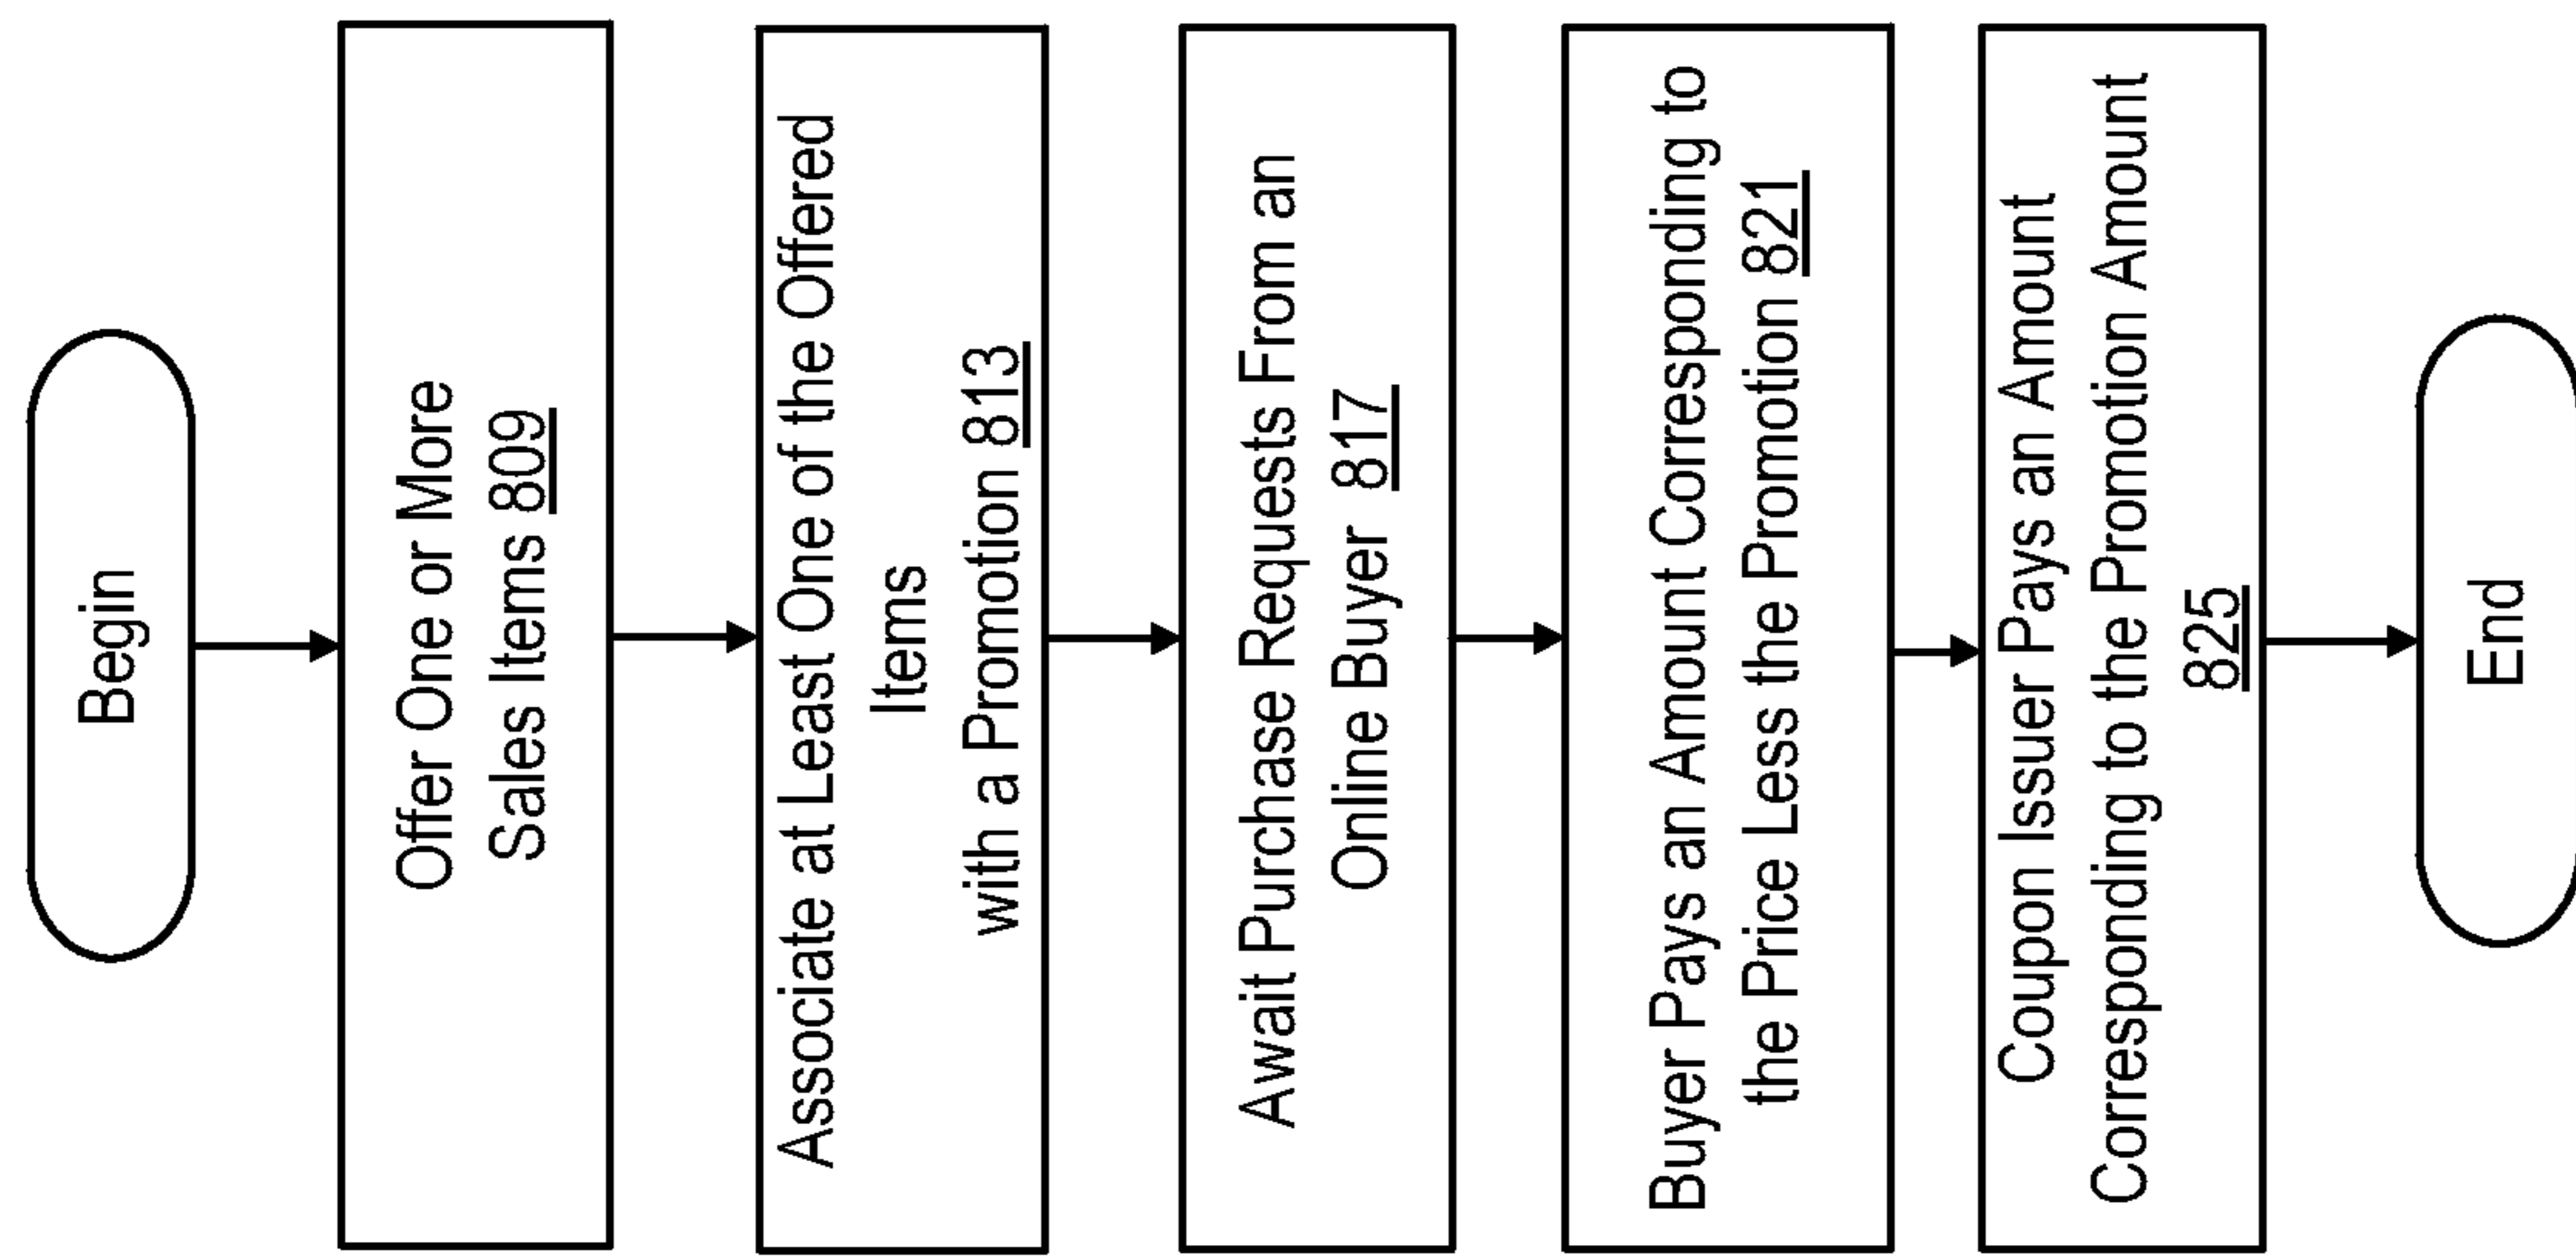 Begin
Offer One or More
Sales Items 809
Associate at Least One of the Offered
Items
with a Promotion 813
Await Purchase Requests From an
Online Buyer 817
Buyer Pays an Amount Corresponding to
the Price Less the Promotion 821
Coupon Issuer Pays an Amount
Corresponding to the Promotion Amount
825
End